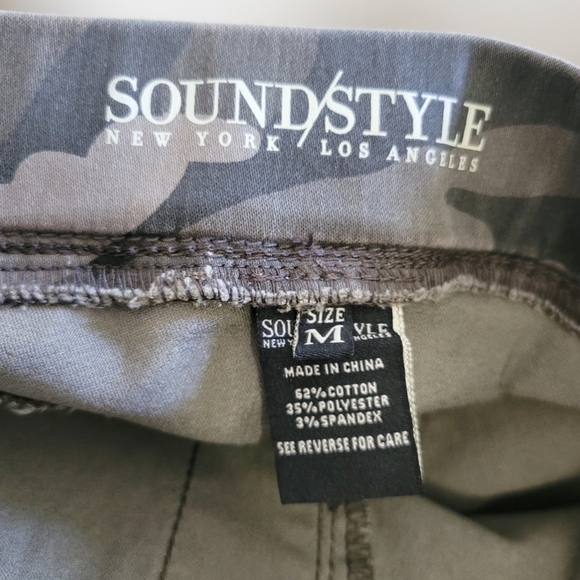 SOUND/STYLE
NEW YORK / LOS ANGELES
SIZE
M
MADE IN CHINA
62% COTTON
35% POLYESTER
3% SPANDEX
SEE REVERSE FOR CARE